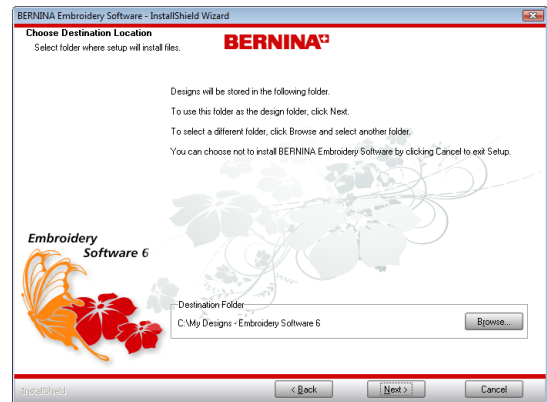 BERNINA Embroidery Software - InstallShield Wizard
Choose Destination Location
Select folder where setup will install files.
BERNINA
Designs will be stored in the following folder.
To use this folder as the design folder, click Next.
To select a different folder, click Browse and select another folder.
You can choose not to install BERNINA Embroidery Software by clicking Cancel to exit Setup.
Embroidery
Software 6
Destination Folder
C:\My Designs - Embroidery Software 6
Browse...
InstallShield
< Back
Next >
Cancel